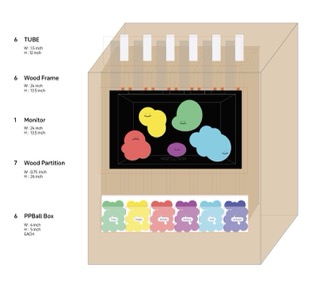 6 TUBE
W: 1.5 inch
H: 12 inch
6 Wood Frame
W: 24 inch
H: 13.5 inch
1 Monitor
W: 24 inch
H: 13.5 inch
7 Wood Partition
W: 0.75 inch
H: 26 inch
6 PPBall Box
W: 4 inch
H: 5 inch
EACH